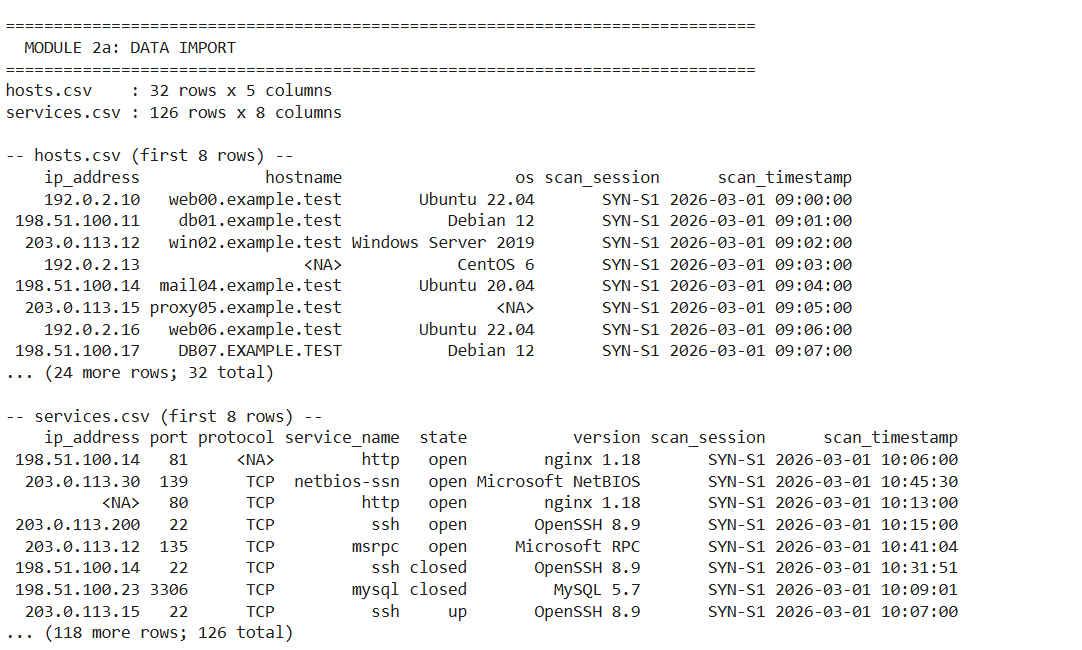 ==============================================================================
  MODULE 2a: DATA IMPORT
==============================================================================
hosts.csv    : 32 rows x 5 columns
services.csv : 126 rows x 8 columns

-- hosts.csv (first 8 rows) --
    ip_address             hostname                  os scan_session      scan_timestamp
    192.0.2.10   web00.example.test        Ubuntu 22.04       SYN-S1 2026-03-01 09:00:00
 198.51.100.11    db01.example.test           Debian 12       SYN-S1 2026-03-01 09:01:00
  203.0.113.12   win02.example.test Windows Server 2019       SYN-S1 2026-03-01 09:02:00
    192.0.2.13                 <NA>            CentOS 6       SYN-S1 2026-03-01 09:03:00
 198.51.100.14  mail04.example.test        Ubuntu 20.04       SYN-S1 2026-03-01 09:04:00
  203.0.113.15 proxy05.example.test                <NA>       SYN-S1 2026-03-01 09:05:00
    192.0.2.16   web06.example.test        Ubuntu 22.04       SYN-S1 2026-03-01 09:06:00
 198.51.100.17    DB07.EXAMPLE.TEST           Debian 12       SYN-S1 2026-03-01 09:07:00
... (24 more rows; 32 total)

-- services.csv (first 8 rows) --
    ip_address port protocol service_name  state           version scan_session      scan_timestamp
 198.51.100.14   81     <NA>         http   open        nginx 1.18       SYN-S1 2026-03-01 10:06:00
  203.0.113.30  139      TCP  netbios-ssn   open Microsoft NetBIOS       SYN-S1 2026-03-01 10:45:30
          <NA>   80      TCP         http   open        nginx 1.18       SYN-S1 2026-03-01 10:13:00
 203.0.113.200   22      TCP          ssh   open       OpenSSH 8.9       SYN-S1 2026-03-01 10:15:00
  203.0.113.12  135      TCP        msrpc   open     Microsoft RPC       SYN-S1 2026-03-01 10:41:04
 198.51.100.14   22      TCP          ssh closed       OpenSSH 8.9       SYN-S1 2026-03-01 10:31:51
 198.51.100.23 3306      TCP        mysql closed         MySQL 5.7       SYN-S1 2026-03-01 10:09:01
  203.0.113.15   22      TCP          ssh     up       OpenSSH 8.9       SYN-S1 2026-03-01 10:07:00
... (118 more rows; 126 total)